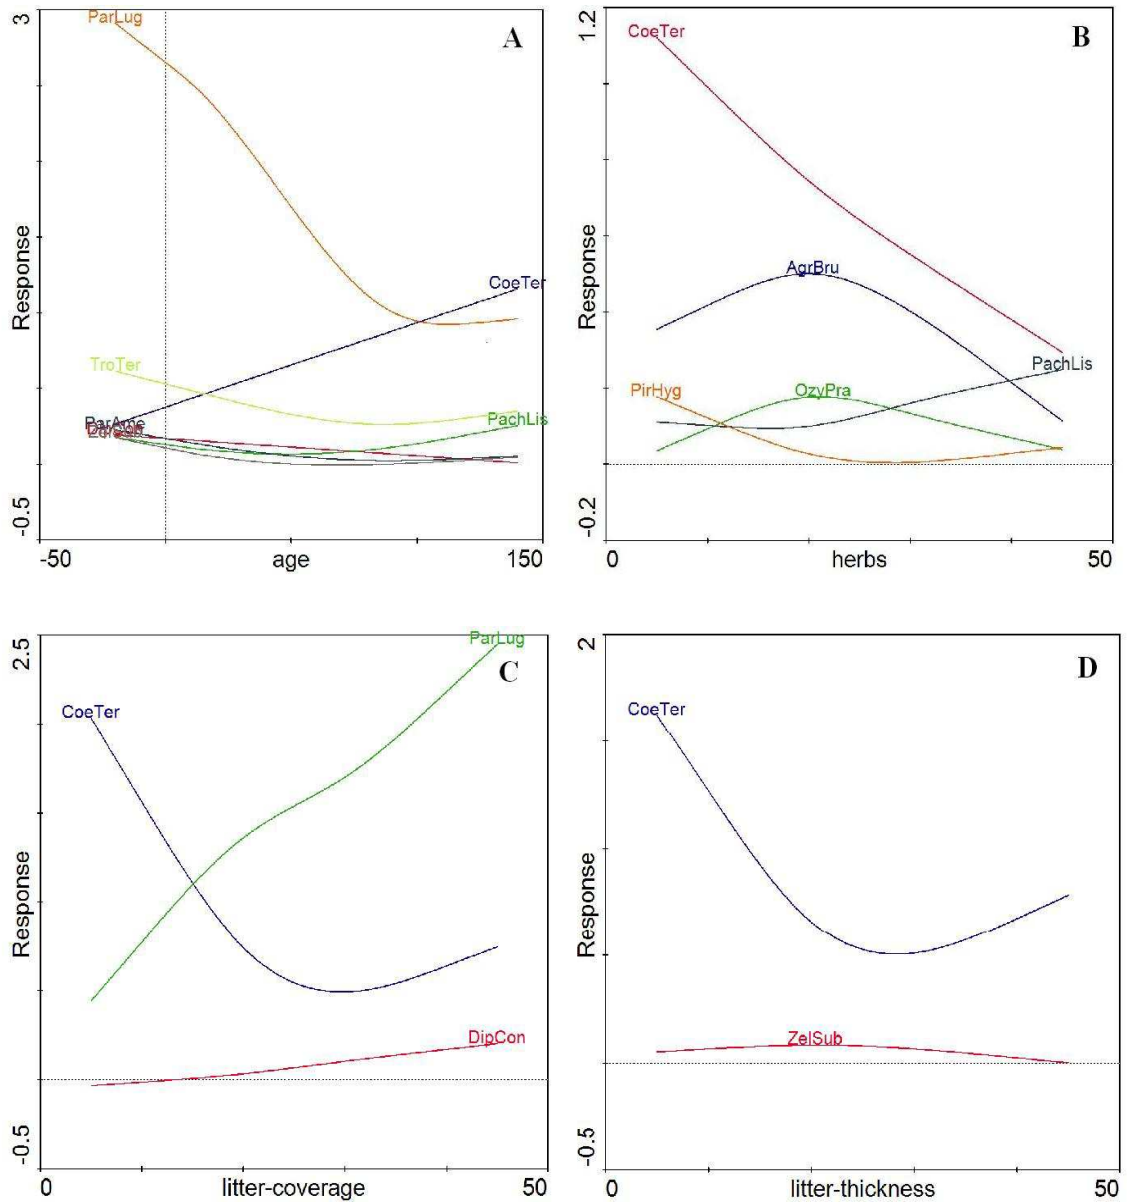 3
ParLug
A
CoeTer
Response
TroTer
ParAme
PachLis
-0.5
-50
age
150
1.2
CoeTer
B
AgrBru
Response
PachLis
PirHyg
OzyPra
-0.2
0
herbs
50
2.5
ParLug
C
CoeTer
Response
DipCon
-0.5
0
litter-coverage
50
2
D
CoeTer
Response
ZelSub
-0.5
0
litter-thickness
50